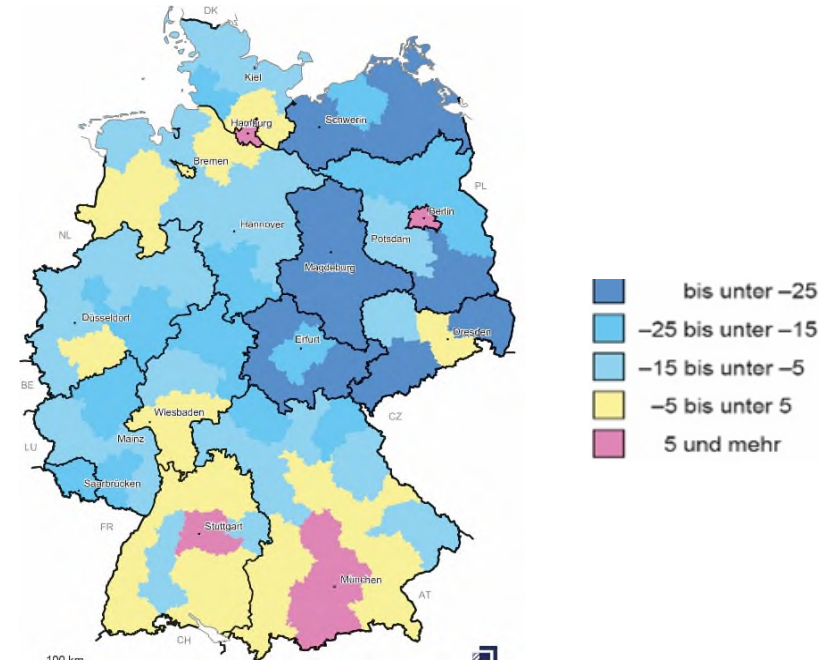 DK
Kiel
Hamburg
Schwerin
Bremen
PL
Berlin
NL
Hannover
Potsdam
Magdeburg
bis unter –25
Düsseldorf
–25 bis unter –15
Erfurt
Dresden
–15 bis unter –5
BE
Wiesbaden
CZ
–5 bis unter 5
Mainz
LU
5 und mehr
Saarbrücken
FR
Stuttgart
München
AT
CH
100 km